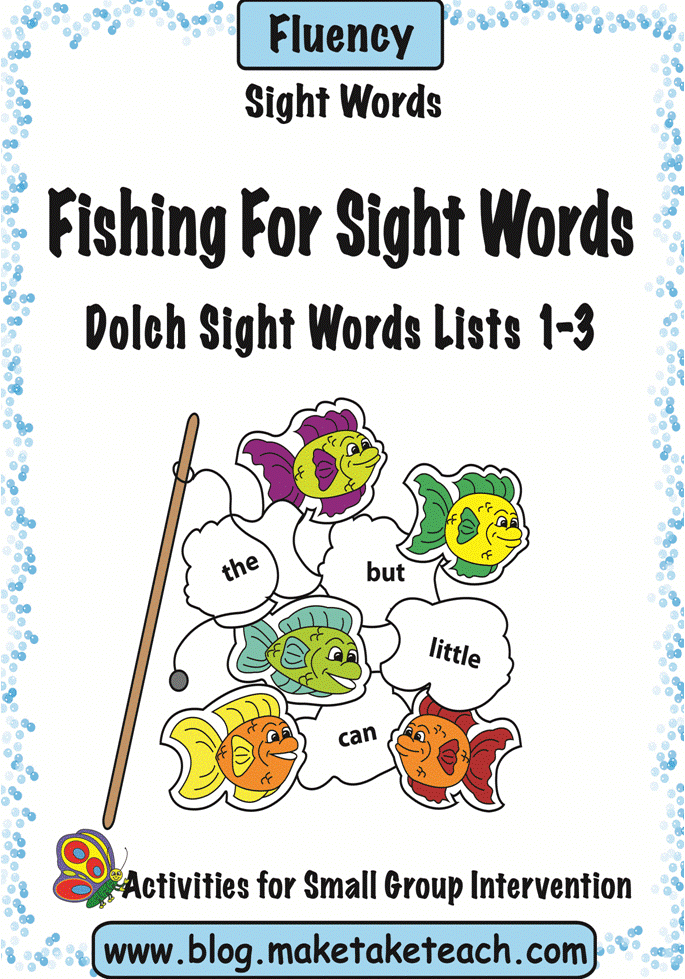 Fluency
Sight Words
Fishing For Sight Words
Dolch Sight Words Lists 1-3
the
but
little
can
Activities for Small Group Intervention
www.blog.maketaketeach.com